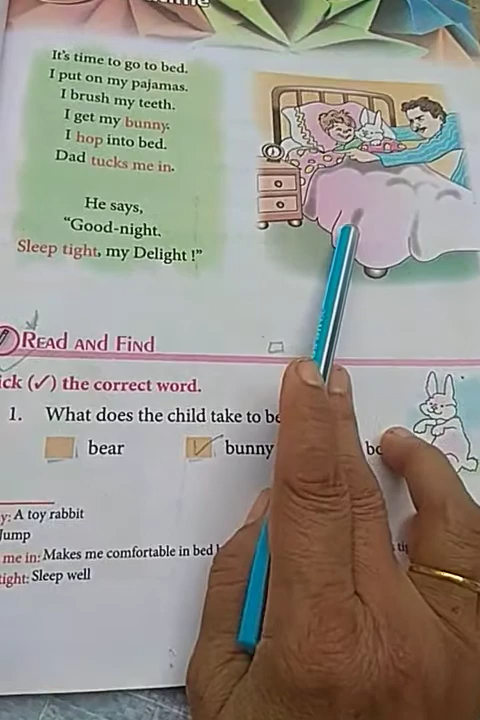 It's time to go to bed.
I put on my pajamas.
I brush my teeth.
I get my bunny.
I hop into bed.
Dad tucks me in.
He says,
"Good-night.
Sleep tight, my Delight !"
READ AND FIND
ick (✓) the correct word.
1. What does the child take to be
bear bunny
y: A toy rabbit
Jump
me in: Makes me comfortable in bed
tight: Sleep well